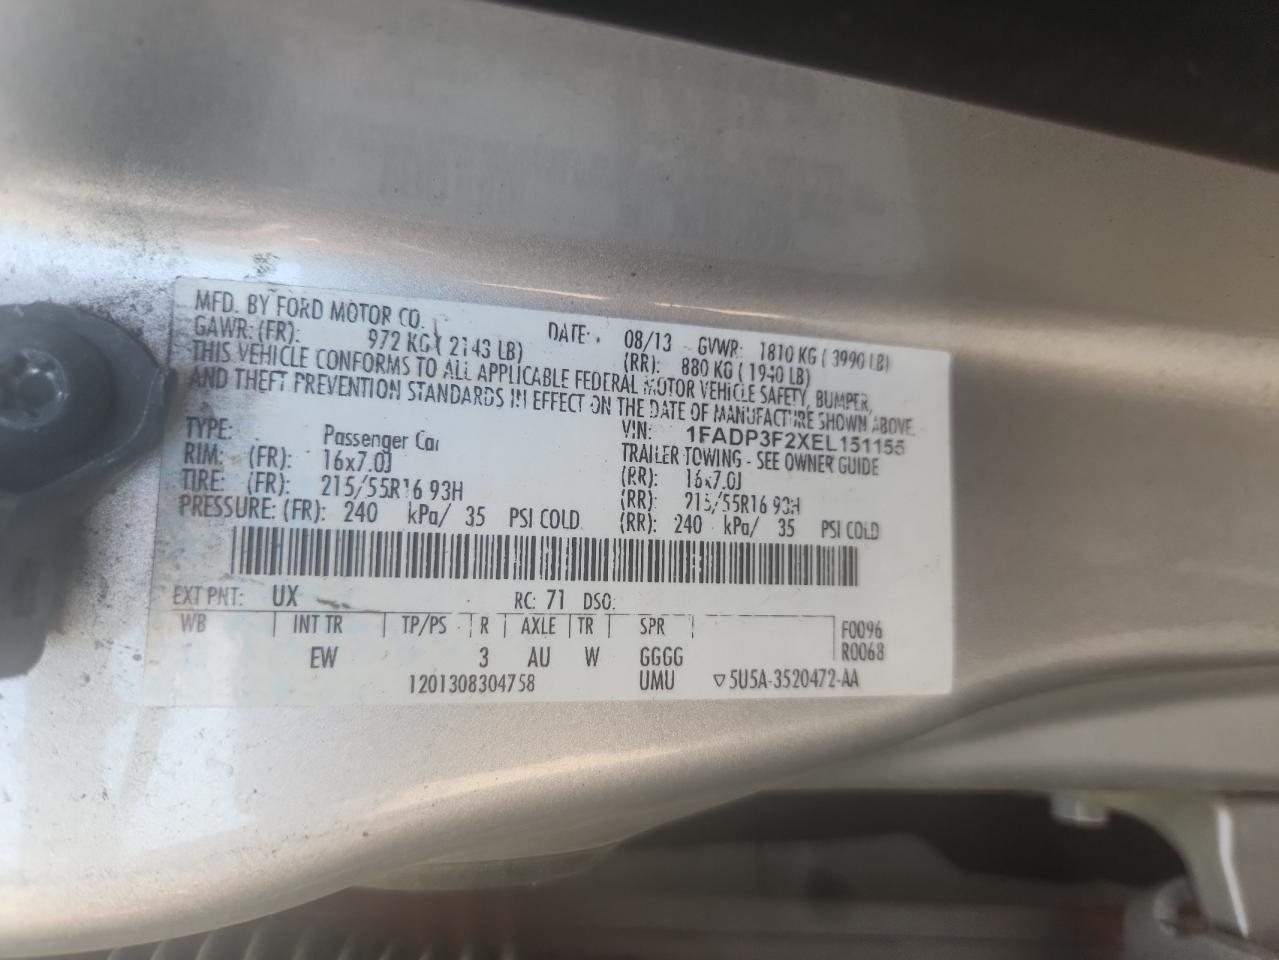 MFD. BY FORD MOTOR CO.
DATE: 08/13 GVWR: 1810 KG ( 3990 LB)
GAWR: (FR): 972 KG ( 2143 LB) (RR): 880 KG ( 1940 LB)
THIS VEHICLE CONFORMS TO ALL APPLICABLE FEDERAL MOTOR VEHICLE SAFETY, BUMPER,
AND THEFT PREVENTION STANDARDS IN EFFECT ON THE DATE OF MANUFACTURE SHOWN ABOVE.
VIN: 1FADP3F2XEL151155
TYPE: Passenger Car TRAILER TOWING - SEE OWNER GUIDE
RIM: (FR): 16x7.0J (RR): 16x7.0J
TIRE: (FR): 215/55R16 93H (RR): 215/55R16 93H
PRESSURE: (FR): 240 kPa/ 35 PSI COLD (RR): 240 kPa/ 35 PSI COLD
EXT PNT: UX RC: 71 DSO:
WB | INT TR | TP/PS | R | AXLE | TR | SPR | F0096
EW 3 AU W GGGG R0068
1201308304758 UMU ▽5U5A-3520472-AA